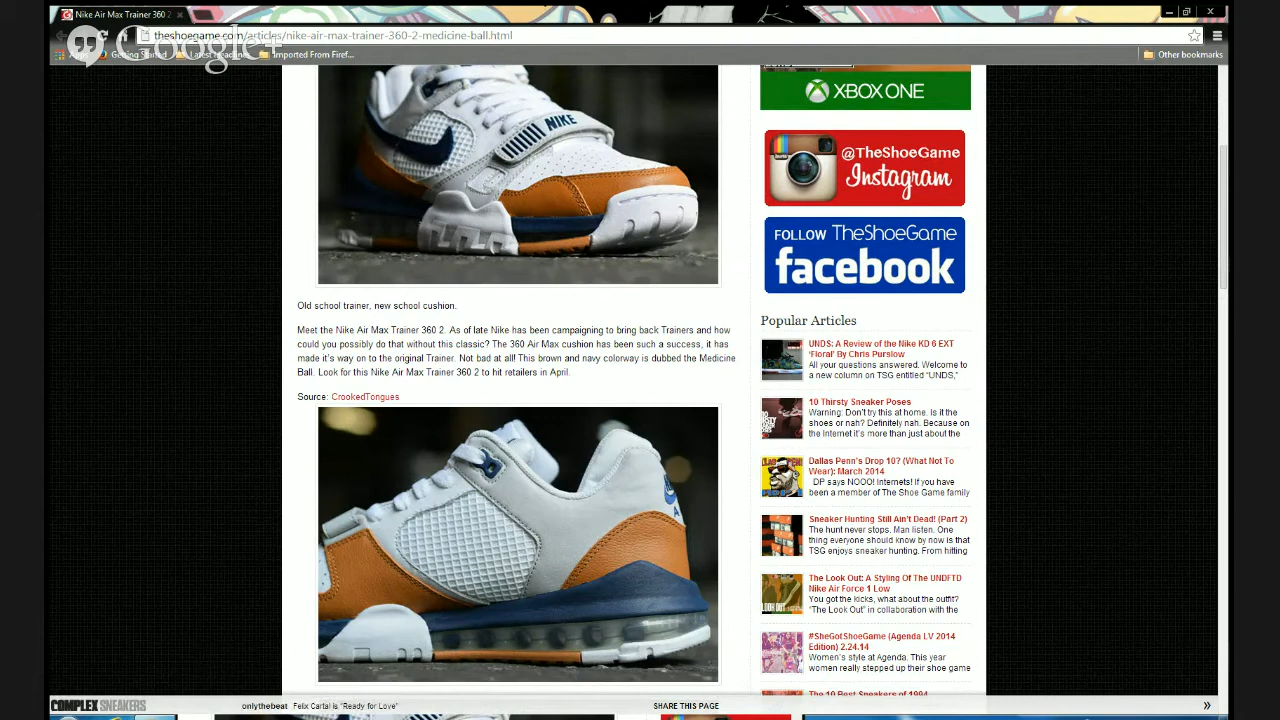 Nike Air Max Trainer 360 2
theshoegame.com/articles/nike-air-max-trainer-360-2-medicine-ball.html
Google+
Getting Started
Latest Headlines
Imported From Firef...
Other bookmarks
NIKE
XBOX ONE
@TheShoeGame
Instagram
FOLLOW TheShoeGame
facebook
Old school trainer, new school cushion.
Meet the Nike Air Max Trainer 360 2. As of late Nike has been campaigning to bring back Trainers and how
could you possibly do that without this classic? The 360 Air Max cushion has been such a success, it has
made it's way on to the original Trainer. Not bad at all! This brown and navy colorway is dubbed the Medicine
Ball. Look for this Nike Air Max Trainer 360 2 to hit retailers in April.
Source: CrookedTongues
Popular Articles
UNDS: A Review of the Nike KD 6 EXT
'Floral' By Chris Purslow
All your questions answered. Welcome to
a new column on TSG entitled "UNDS,"
10 Thirsty Sneaker Poses
Warning: Don't try this at home. Is it the
shoes or nah? Definitely nah. Because on
the Internet it's more than just about the
Dallas Penn's Drop 10? (What Not To
Wear): March 2014
DP says NOOO! Internets! If you have
been a member of The Shoe Game family
Sneaker Hunting Still Ain't Dead! (Part 2)
The hunt never stops. Man listen. One
thing everyone should know by now is that
TSG enjoys sneaker hunting. From hitting
The Look Out: A Styling Of The UNDFTD
Nike Air Force 1 Low
You got the kicks, what about the outfit?
"The Look Out" in collaboration with the
LOOK OUT
#SheGotShoeGame (Agenda LV 2014
Edition) 2.24.14
Women's style at Agenda. This year
women really stepped up their shoe game
The 10 Best Sneakers of 1994
COMPLEX SNEAKERS
onlythebeat Felix Cartal is "Ready for Love"
SHARE THIS PAGE